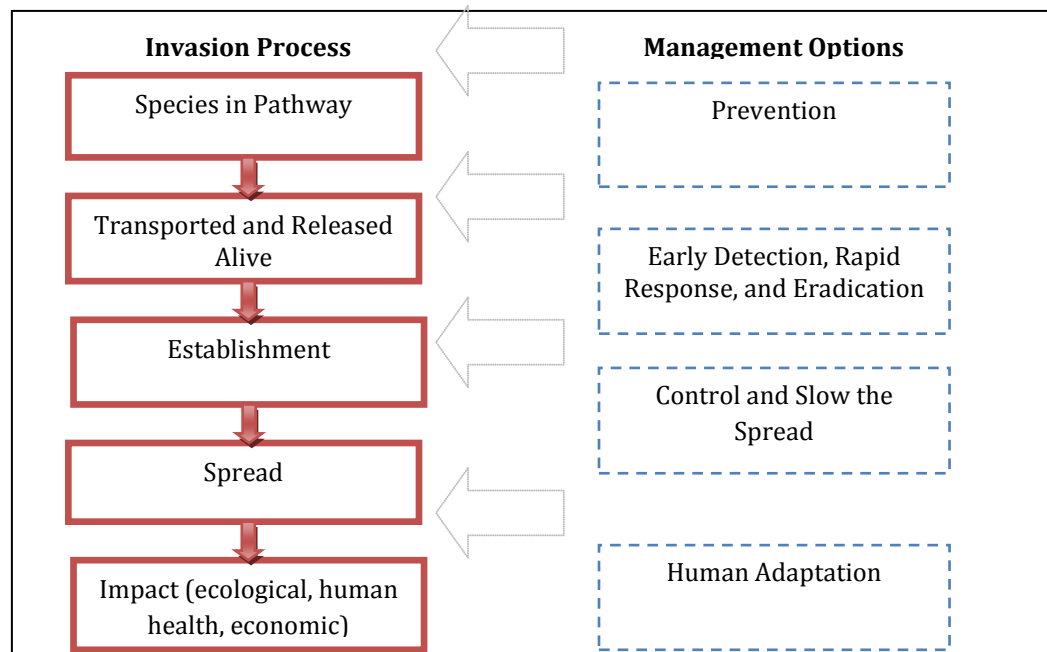 Invasion Process
Management Options
Species in Pathway
Prevention
Transported and Released
Alive
Early Detection, Rapid
Response, and Eradication
Establishment
Control and Slow the
Spread
Spread
Impact (ecological, human
health, economic)
Human Adaptation